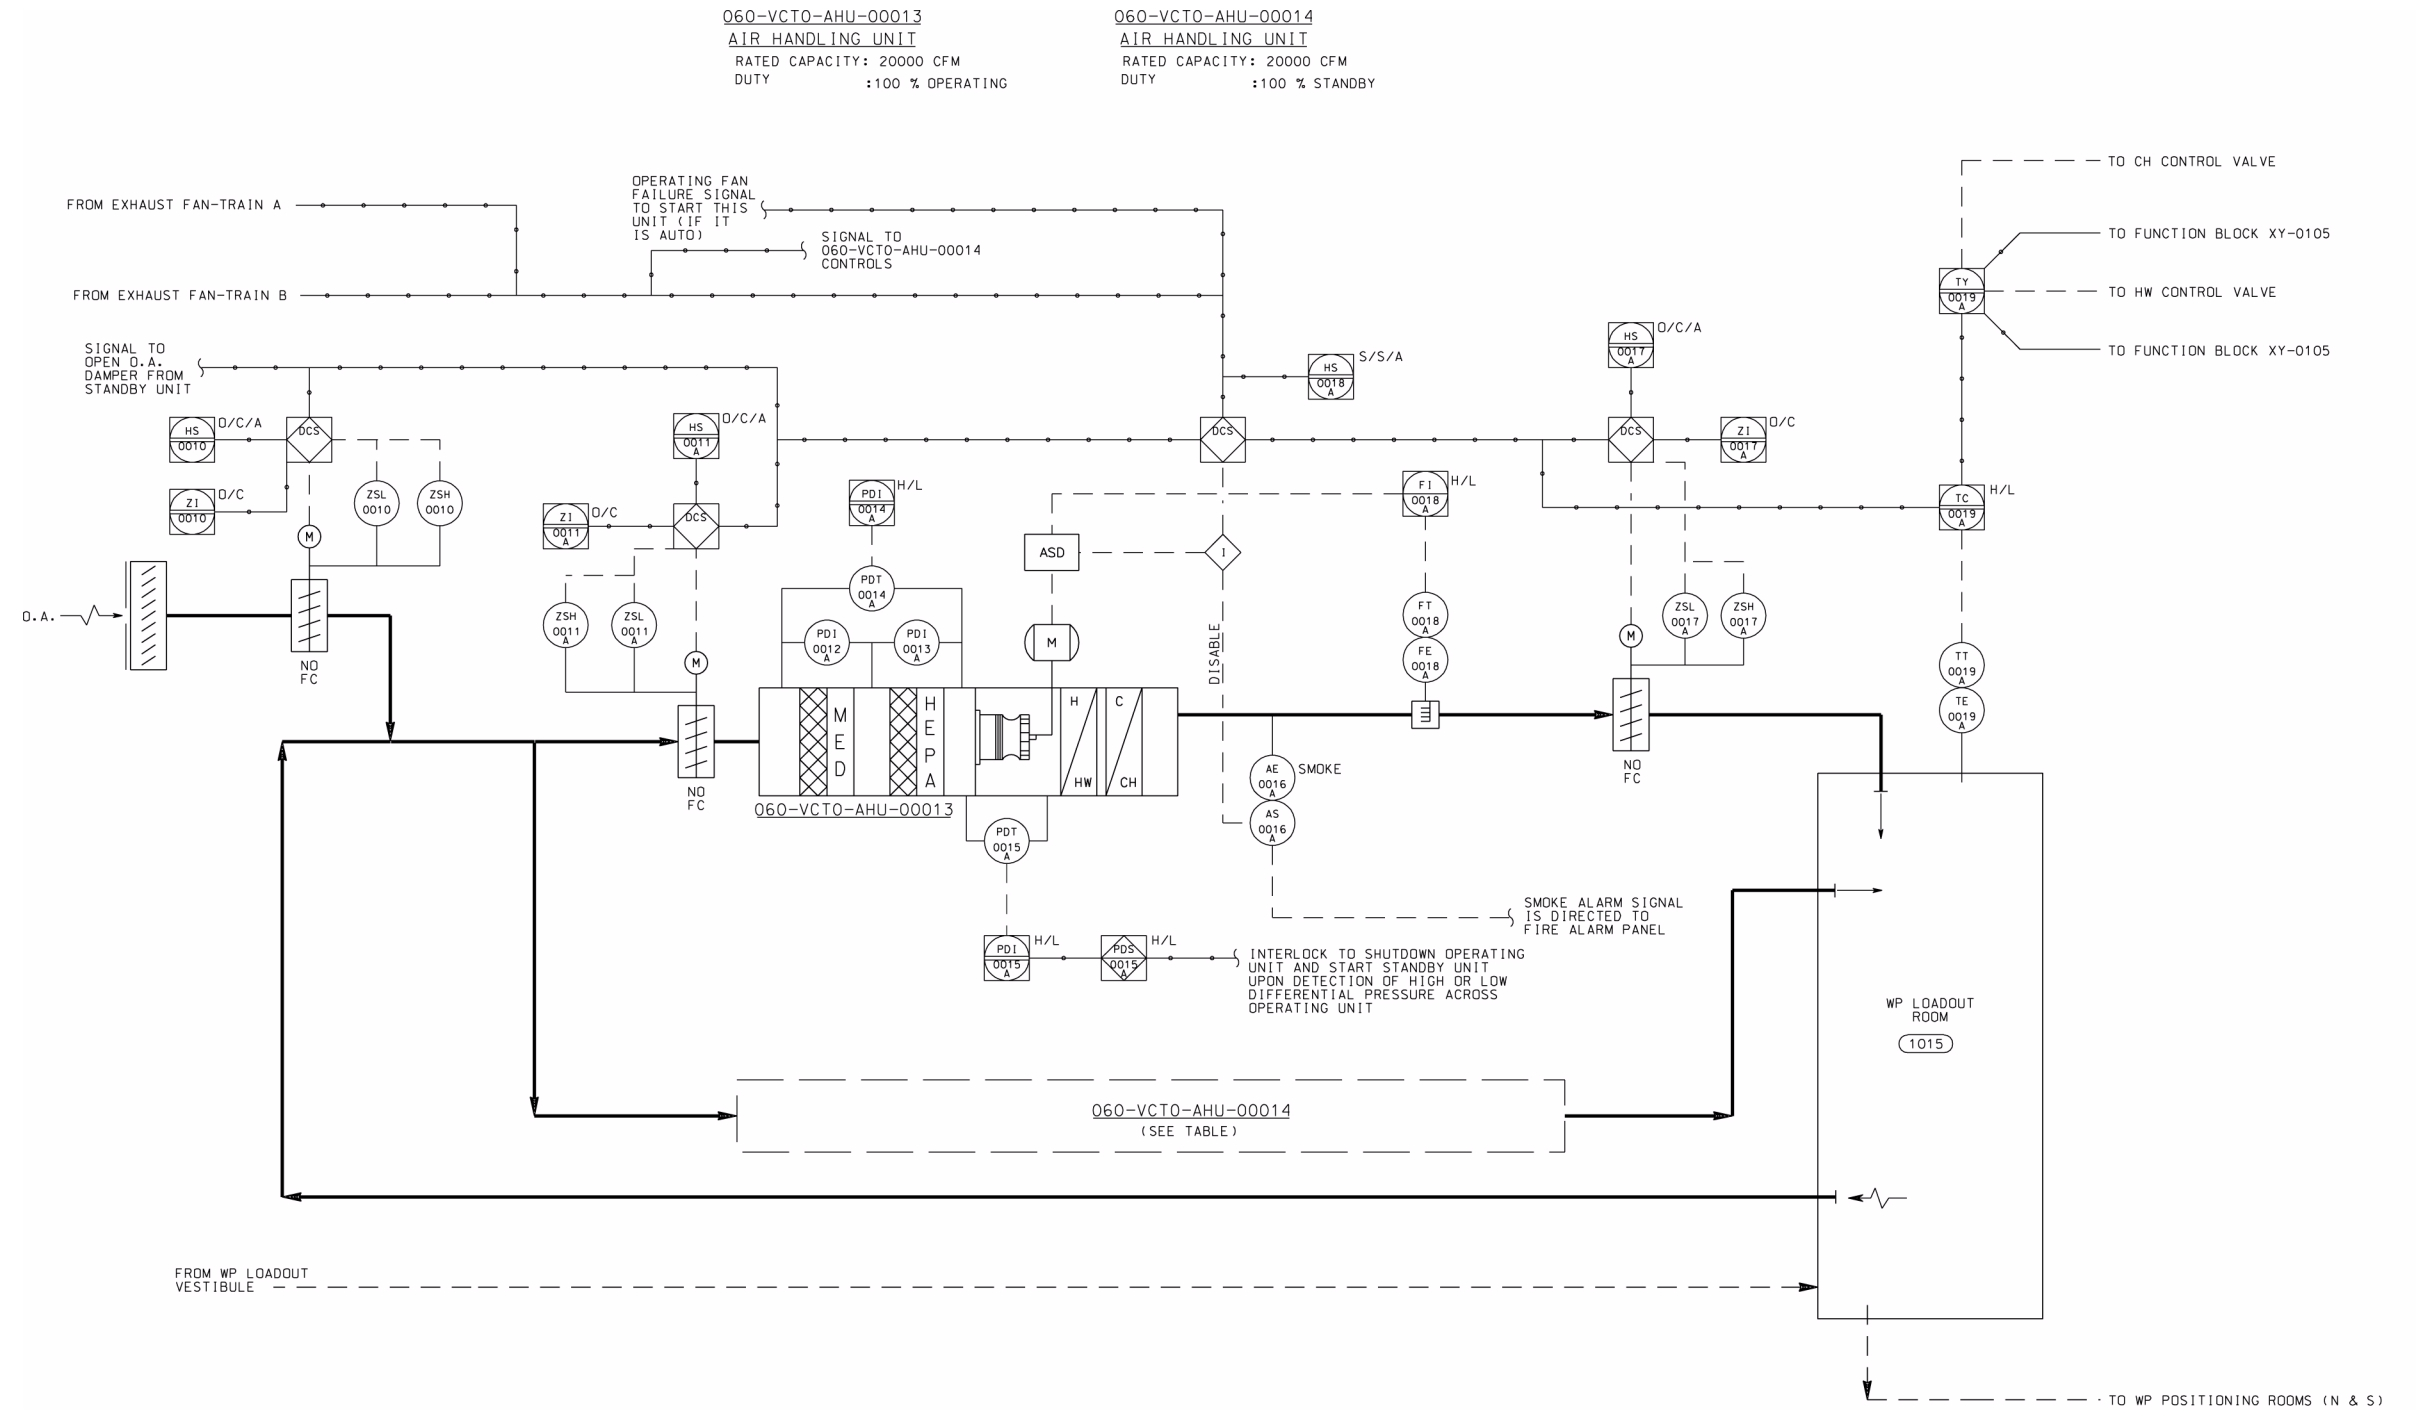 060-VCTO-AHU-00013
AIR HANDLING UNIT
RATED CAPACITY: 20000 CFM
DUTY :100 % OPERATING
060-VCTO-AHU-00014
AIR HANDLING UNIT
RATED CAPACITY: 20000 CFM
DUTY :100 % STANDBY
TO CH CONTROL VALVE
FROM EXHAUST FAN-TRAIN A
OPERATING FAN
FAILURE SIGNAL
TO START THIS
UNIT (IF IT
IS AUTO)
SIGNAL TO
060-VCTO-AHU-00014
CONTROLS
TO FUNCTION BLOCK XY-0105
TY
0019
A
TO HW CONTROL VALVE
FROM EXHAUST FAN-TRAIN B
TO FUNCTION BLOCK XY-0105
SIGNAL TO
OPEN O.A.
DAMPER FROM
STANDBY UNIT
HS
0018
A
S/S/A
HS
0017
A
O/C/A
HS
0010
O/C/A
DCS
ZI
0010
O/C
ZSL
0010
ZSH
0010
M
HS
0011
A
O/C/A
DCS
ZI
0011
A
O/C
ZSH
0011
A
ZSL
0011
A
M
PDI
0014
A
H/L
PDT
0014
A
PDI
0012
A
PDI
0013
A
DCS
ASD
I
M
DISABLE
FI
0018
A
H/L
FT
0018
A
FE
0018
A
DCS
ZI
0017
A
O/C
ZSL
0017
A
ZSH
0017
A
M
TC
0019
A
H/L
TT
0019
A
TE
0019
A
O.A.
NO
FC
NO
FC
MED
HEPA
H
HW
C
CH
060-VCTO-AHU-00013
AE
0016
A
SMOKE
AS
0016
A
NO
FC
PDT
0015
A
PDI
0015
A
H/L
PDS
0015
A
H/L
SMOKE ALARM SIGNAL
IS DIRECTED TO
FIRE ALARM PANEL
INTERLOCK TO SHUTDOWN OPERATING
UNIT AND START STANDBY UNIT
UPON DETECTION OF HIGH OR LOW
DIFFERENTIAL PRESSURE ACROSS
OPERATING UNIT
WP LOADOUT
ROOM
1015
060-VCTO-AHU-00014
(SEE TABLE)
FROM WP LOADOUT
VESTIBULE
TO WP POSITIONING ROOMS (N & S)